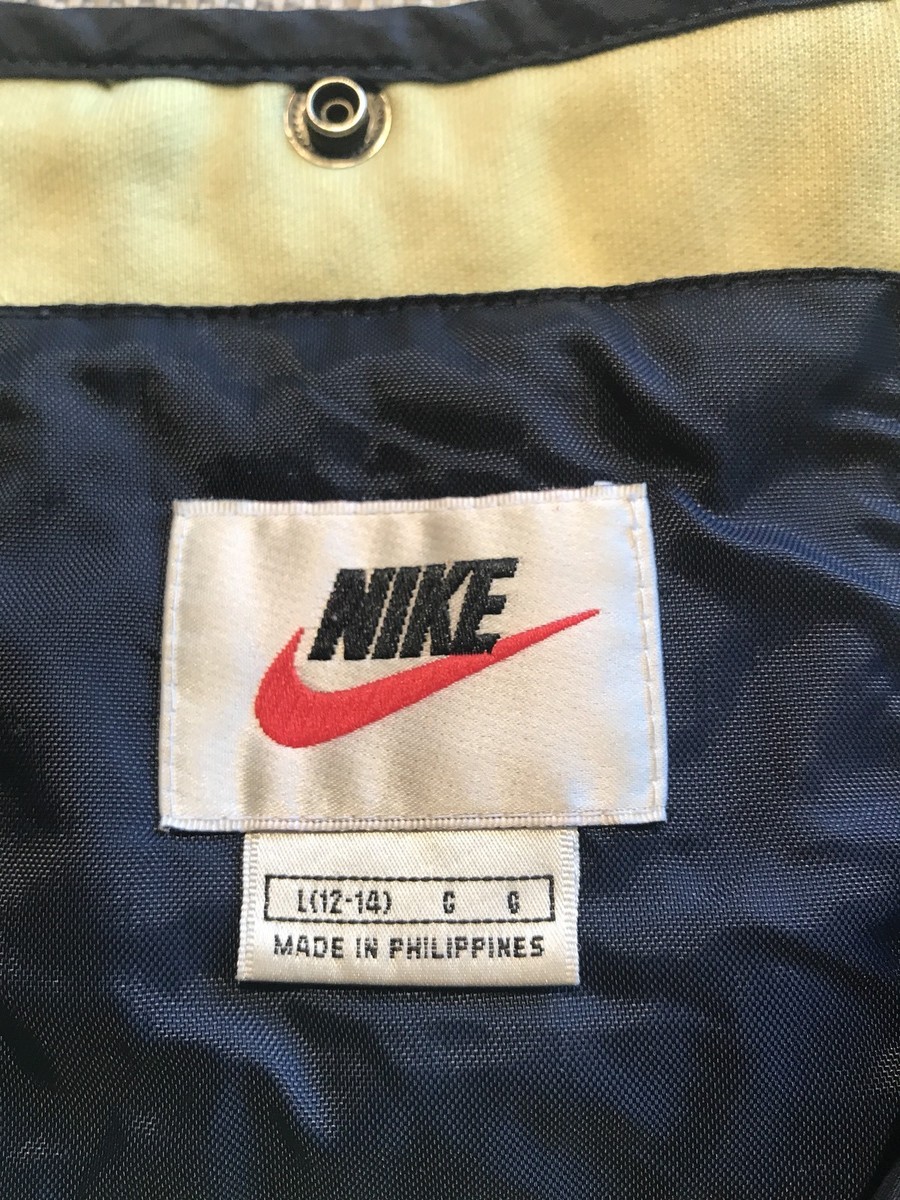 NIKE
L(12-14) G G
MADE IN PHILIPPINES